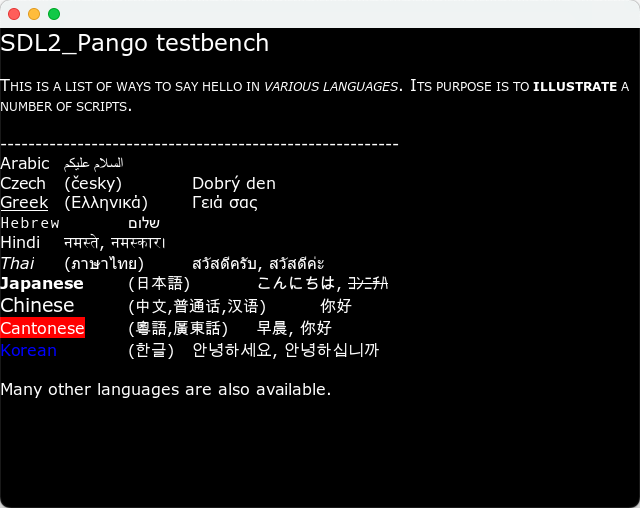 SDL2_Pango testbench
This is a list of ways to say hello in various languages. Its purpose is to illustrate a
number of scripts.
---------------------------------------------------------
Arabic السلام عليكم
Czech (česky) Dobrý den
Greek (Ελληνικά) Γειά σας
Hebrew שלום
Hindi नमस्ते, नमस्कार।
Thai (ภาษาไทย) สวัสดีครับ, สวัสดีค่ะ
Japanese (日本語) こんにちは, ｺﾝﾆﾁﾊ
Chinese (中文,普通话,汉语) 你好
Cantonese (粵語,廣東話) 早晨, 你好
Korean (한글) 안녕하세요, 안녕하십니까
Many other languages are also available.